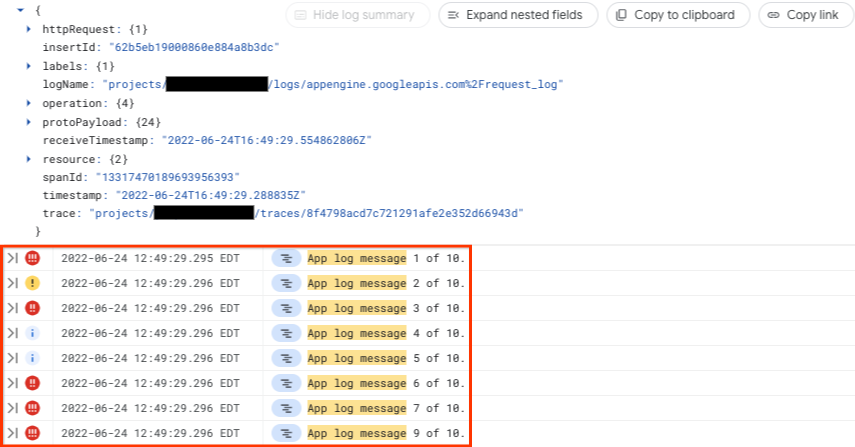 {
Hide log summary Expand nested fields Copy to clipboard Copy link
httpRequest: {1}
insertId: "62b5eb19000860e884a8b3dc"
labels: {1}
logName: "projects/ /logs/appengine.googleapis.com%2Frequest_log"
operation: {4}
protoPayload: {24}
receiveTimestamp: "2022-06-24T16:49:29.554862806Z"
resource: {2}
spanId: "13317470189693956393"
timestamp: "2022-06-24T16:49:29.288835Z"
trace: "projects/ /traces/8f4798acd7c721291afe2e352d66943d"
}
2022-06-24 12:49:29.295 EDT App log message 1 of 10.
2022-06-24 12:49:29.296 EDT App log message 2 of 10.
2022-06-24 12:49:29.296 EDT App log message 3 of 10.
2022-06-24 12:49:29.296 EDT App log message 4 of 10.
2022-06-24 12:49:29.296 EDT App log message 5 of 10.
2022-06-24 12:49:29.296 EDT App log message 6 of 10.
2022-06-24 12:49:29.296 EDT App log message 7 of 10.
2022-06-24 12:49:29.296 EDT App log message 9 of 10.